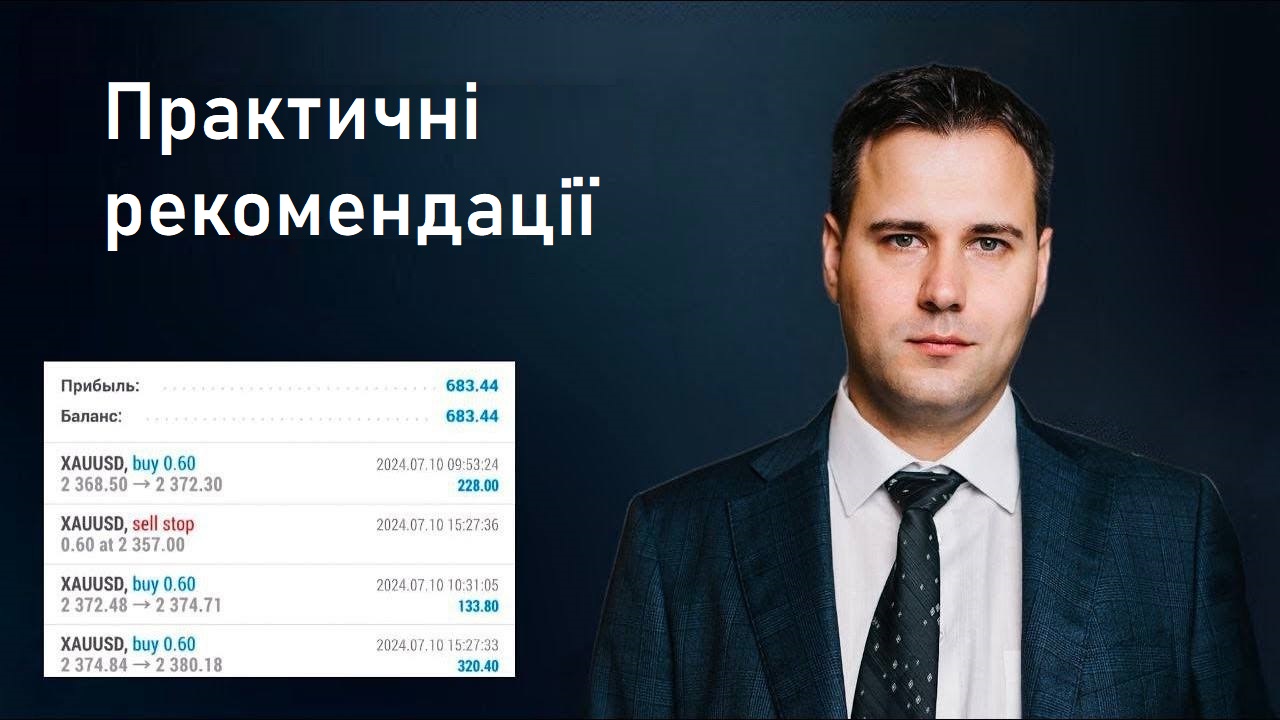 Практичні
рекомендації
Прибыль: 683.44
Баланс: 683.44
XAUUSD, buy 0.60 2024.07.10 09:53:24
2 368.50 → 2 372.30 228.00
XAUUSD, sell stop 2024.07.10 15:27:36
0.60 at 2 357.00
XAUUSD, buy 0.60 2024.07.10 10:31:05
2 372.48 → 2 374.71 133.80
XAUUSD, buy 0.60 2024.07.10 15:27:33
2 374.84 → 2 380.18 320.40